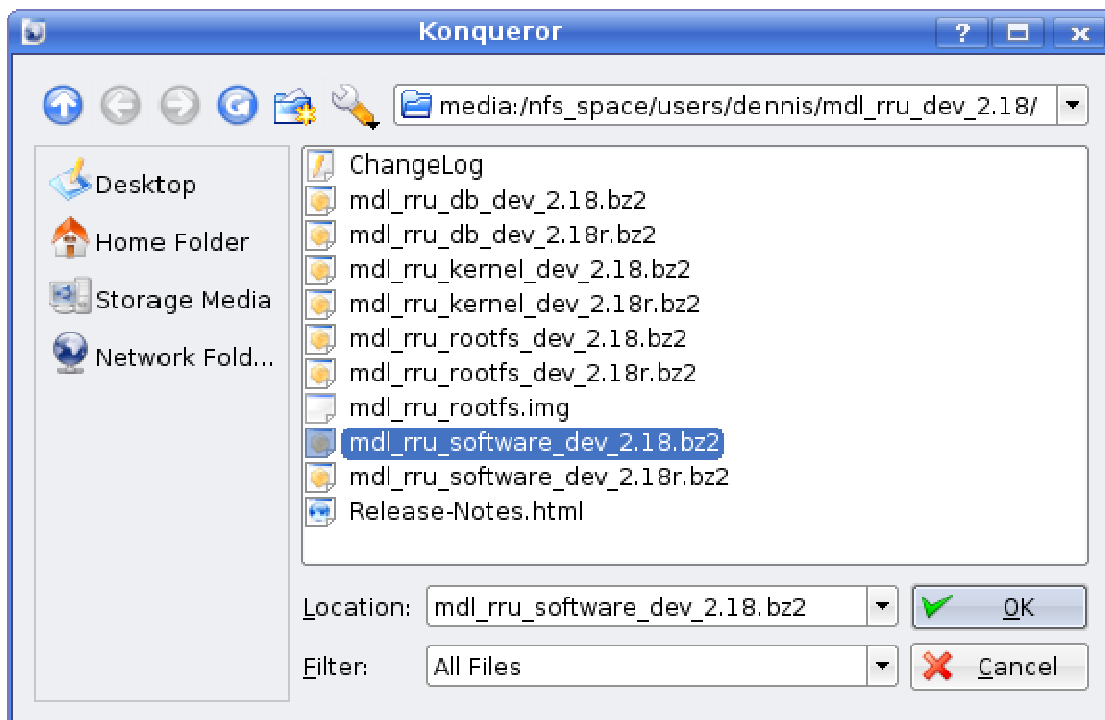 Konqueror
media:/nfs_space/users/dennis/mdl_rru_dev_2.18/
Desktop
Home Folder
Storage Media
Network Fold...
ChangeLog
mdl_rru_db_dev_2.18.bz2
mdl_rru_db_dev_2.18r.bz2
mdl_rru_kernel_dev_2.18.bz2
mdl_rru_kernel_dev_2.18r.bz2
mdl_rru_rootfs_dev_2.18.bz2
mdl_rru_rootfs_dev_2.18r.bz2
mdl_rru_rootfs.img
mdl_rru_software_dev_2.18.bz2
mdl_rru_software_dev_2.18r.bz2
Release-Notes.html
Location: mdl_rru_software_dev_2.18.bz2 OK
Filter: All Files Cancel